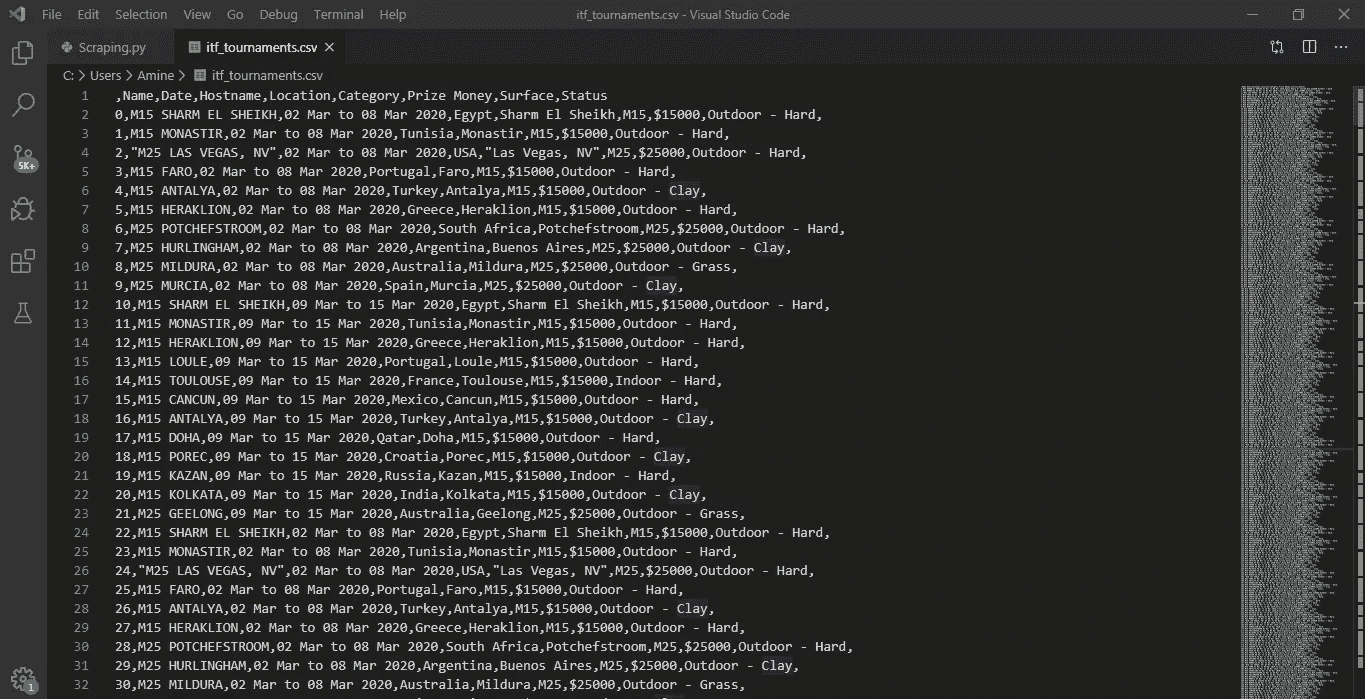 File Edit Selection View Go Debug Terminal Help itf_tournaments.csv - Visual Studio Code
Scraping.py itf_tournaments.csv
C: > Users > Amine > itf_tournaments.csv
1 ,Name,Date,Hostname,Location,Category,Prize Money,Surface,Status
2 0,M15 SHARM EL SHEIKH,02 Mar to 08 Mar 2020,Egypt,Sharm El Sheikh,M15,$15000,Outdoor - Hard,
3 1,M15 MONASTIR,02 Mar to 08 Mar 2020,Tunisia,Monastir,M15,$15000,Outdoor - Hard,
4 2,"M25 LAS VEGAS, NV",02 Mar to 08 Mar 2020,USA,"Las Vegas, NV",M25,$25000,Outdoor - Hard,
5 3,M15 FARO,02 Mar to 08 Mar 2020,Portugal,Faro,M15,$15000,Outdoor - Hard,
5K+
6 4,M15 ANTALYA,02 Mar to 08 Mar 2020,Turkey,Antalya,M15,$15000,Outdoor - Clay,
7 5,M15 HERAKLION,02 Mar to 08 Mar 2020,Greece,Heraklion,M15,$15000,Outdoor - Hard,
8 6,M25 POTCHEFSTROOM,02 Mar to 08 Mar 2020,South Africa,Potchefstroom,M25,$25000,Outdoor - Hard,
9 7,M25 HURLINGHAM,02 Mar to 08 Mar 2020,Argentina,Buenos Aires,M25,$25000,Outdoor - Clay,
10 8,M25 MILDURA,02 Mar to 08 Mar 2020,Australia,Mildura,M25,$25000,Outdoor - Grass,
11 9,M25 MURCIA,02 Mar to 08 Mar 2020,Spain,Murcia,M25,$25000,Outdoor - Clay,
12 10,M15 SHARM EL SHEIKH,09 Mar to 15 Mar 2020,Egypt,Sharm El Sheikh,M15,$15000,Outdoor - Hard,
13 11,M15 MONASTIR,09 Mar to 15 Mar 2020,Tunisia,Monastir,M15,$15000,Outdoor - Hard,
14 12,M15 HERAKLION,09 Mar to 15 Mar 2020,Greece,Heraklion,M15,$15000,Outdoor - Hard,
15 13,M15 LOULE,09 Mar to 15 Mar 2020,Portugal,Loule,M15,$15000,Outdoor - Hard,
16 14,M15 TOULOUSE,09 Mar to 15 Mar 2020,France,Toulouse,M15,$15000,Indoor - Hard,
17 15,M15 CANCUN,09 Mar to 15 Mar 2020,Mexico,Cancun,M15,$15000,Outdoor - Hard,
18 16,M15 ANTALYA,09 Mar to 15 Mar 2020,Turkey,Antalya,M15,$15000,Outdoor - Clay,
19 17,M15 DOHA,09 Mar to 15 Mar 2020,Qatar,Doha,M15,$15000,Outdoor - Hard,
20 18,M15 POREC,09 Mar to 15 Mar 2020,Croatia,Porec,M15,$15000,Outdoor - Clay,
21 19,M15 KAZAN,09 Mar to 15 Mar 2020,Russia,Kazan,M15,$15000,Indoor - Hard,
22 20,M15 KOLKATA,09 Mar to 15 Mar 2020,India,Kolkata,M15,$15000,Outdoor - Clay,
23 21,M25 GEELONG,09 Mar to 15 Mar 2020,Australia,Geelong,M25,$25000,Outdoor - Grass,
24 22,M15 SHARM EL SHEIKH,02 Mar to 08 Mar 2020,Egypt,Sharm El Sheikh,M15,$15000,Outdoor - Hard,
25 23,M15 MONASTIR,02 Mar to 08 Mar 2020,Tunisia,Monastir,M15,$15000,Outdoor - Hard,
26 24,"M25 LAS VEGAS, NV",02 Mar to 08 Mar 2020,USA,"Las Vegas, NV",M25,$25000,Outdoor - Hard,
27 25,M15 FARO,02 Mar to 08 Mar 2020,Portugal,Faro,M15,$15000,Outdoor - Hard,
28 26,M15 ANTALYA,02 Mar to 08 Mar 2020,Turkey,Antalya,M15,$15000,Outdoor - Clay,
29 27,M15 HERAKLION,02 Mar to 08 Mar 2020,Greece,Heraklion,M15,$15000,Outdoor - Hard,
30 28,M25 POTCHEFSTROOM,02 Mar to 08 Mar 2020,South Africa,Potchefstroom,M25,$25000,Outdoor - Hard,
31 29,M25 HURLINGHAM,02 Mar to 08 Mar 2020,Argentina,Buenos Aires,M25,$25000,Outdoor - Clay,
32 30,M25 MILDURA,02 Mar to 08 Mar 2020,Australia,Mildura,M25,$25000,Outdoor - Grass,
1